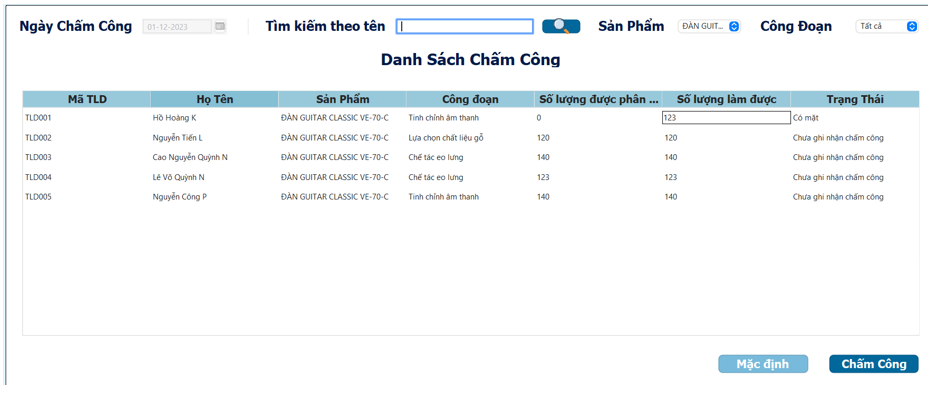 Ngày Chấm Công 01-12-2023 Tìm kiếm theo tên Sản Phẩm ĐÀN GUIT... Công Đoạn Tất cả
Danh Sách Chấm Công
Mã TLD Họ Tên Sản Phẩm Công đoạn Số lượng được phân ... Số lượng làm được Trạng Thái
TLD001 Hồ Hoàng K ĐÀN GUITAR CLASSIC VE-70-C Tinh chỉnh âm thanh 0 123 Có mặt
TLD002 Nguyễn Tiến L ĐÀN GUITAR CLASSIC VE-70-C Lựa chọn chất liệu gỗ 120 120 Chưa ghi nhận chấm công
TLD003 Cao Nguyễn Quỳnh N ĐÀN GUITAR CLASSIC VE-70-C Chế tác eo lưng 140 140 Chưa ghi nhận chấm công
TLD004 Lê Võ Quỳnh N ĐÀN GUITAR CLASSIC VE-70-C Chế tác eo lưng 123 123 Chưa ghi nhận chấm công
TLD005 Nguyễn Công P ĐÀN GUITAR CLASSIC VE-70-C Tinh chỉnh âm thanh 140 140 Chưa ghi nhận chấm công
Mặc định Chấm Công